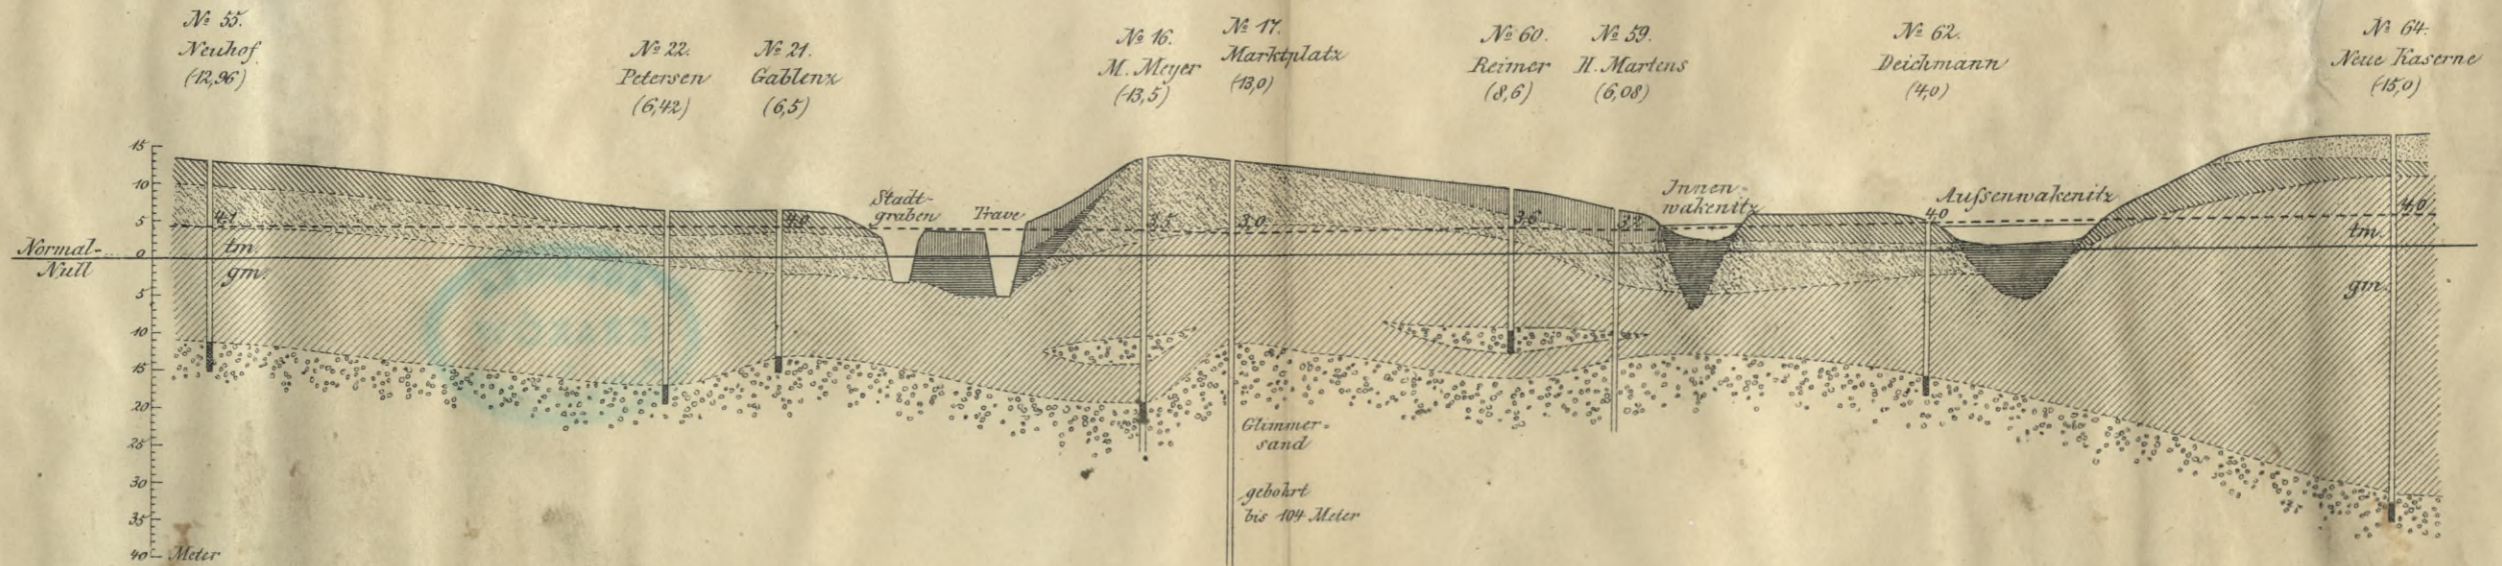 № 55.
Neuhof
(12,96)
№ 22.
Petersen
(6,42)
№ 21.
Gablenz
(6,5)
№ 16.
M. Meyer
(13,5)
№ 17.
Marktplatz
(13,0)
№ 60.
Reimer
(8,6)
№ 59.
H. Martens
(6,08)
№ 62.
Deichmann
(4,0)
№ 64.
Neue Kaserne
(15,0)
15
10
5
0
5
10
15
20
25
30
35
40 Meter
Normal-
Null
4,1
tm
gm.
4,0
Stadt-
graben
Trave
3,5
3,0
3,6
3,2
Innen-
wakenitz
4,0
Aufsenwakenitz
4,0
tm.
gm.
Glimmer-
sand
gebohrt
bis 104 Meter